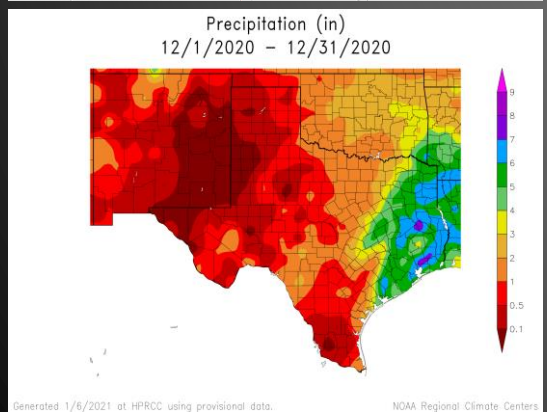 Precipitation (in)
12/1/2020 – 12/31/2020
9
8
7
6
5
4
3
2
1
0.5
0.1
Generated 1/6/2021 at HPRCC using provisional data.
NOAA Regional Climate Centers